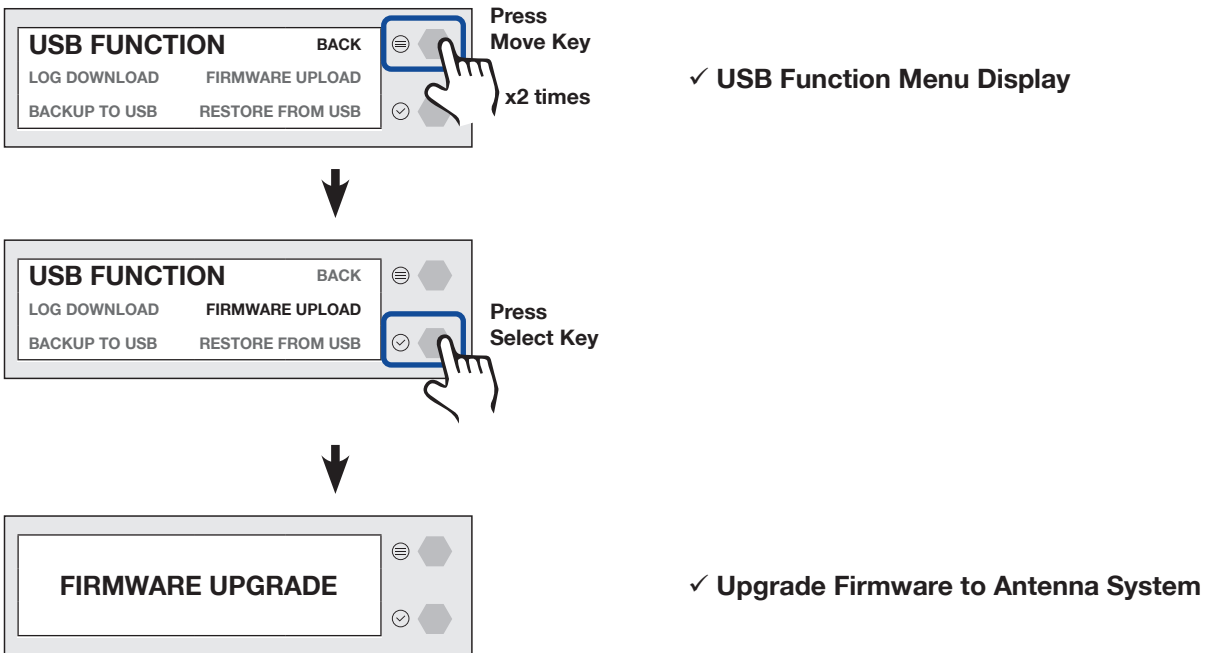 Press
Move Key
USB FUNCTION BACK
LOG DOWNLOAD FIRMWARE UPLOAD
BACKUP TO USB RESTORE FROM USB
x2 times
✓ USB Function Menu Display
USB FUNCTION BACK
LOG DOWNLOAD FIRMWARE UPLOAD
BACKUP TO USB RESTORE FROM USB
Press
Select Key
FIRMWARE UPGRADE
✓ Upgrade Firmware to Antenna System